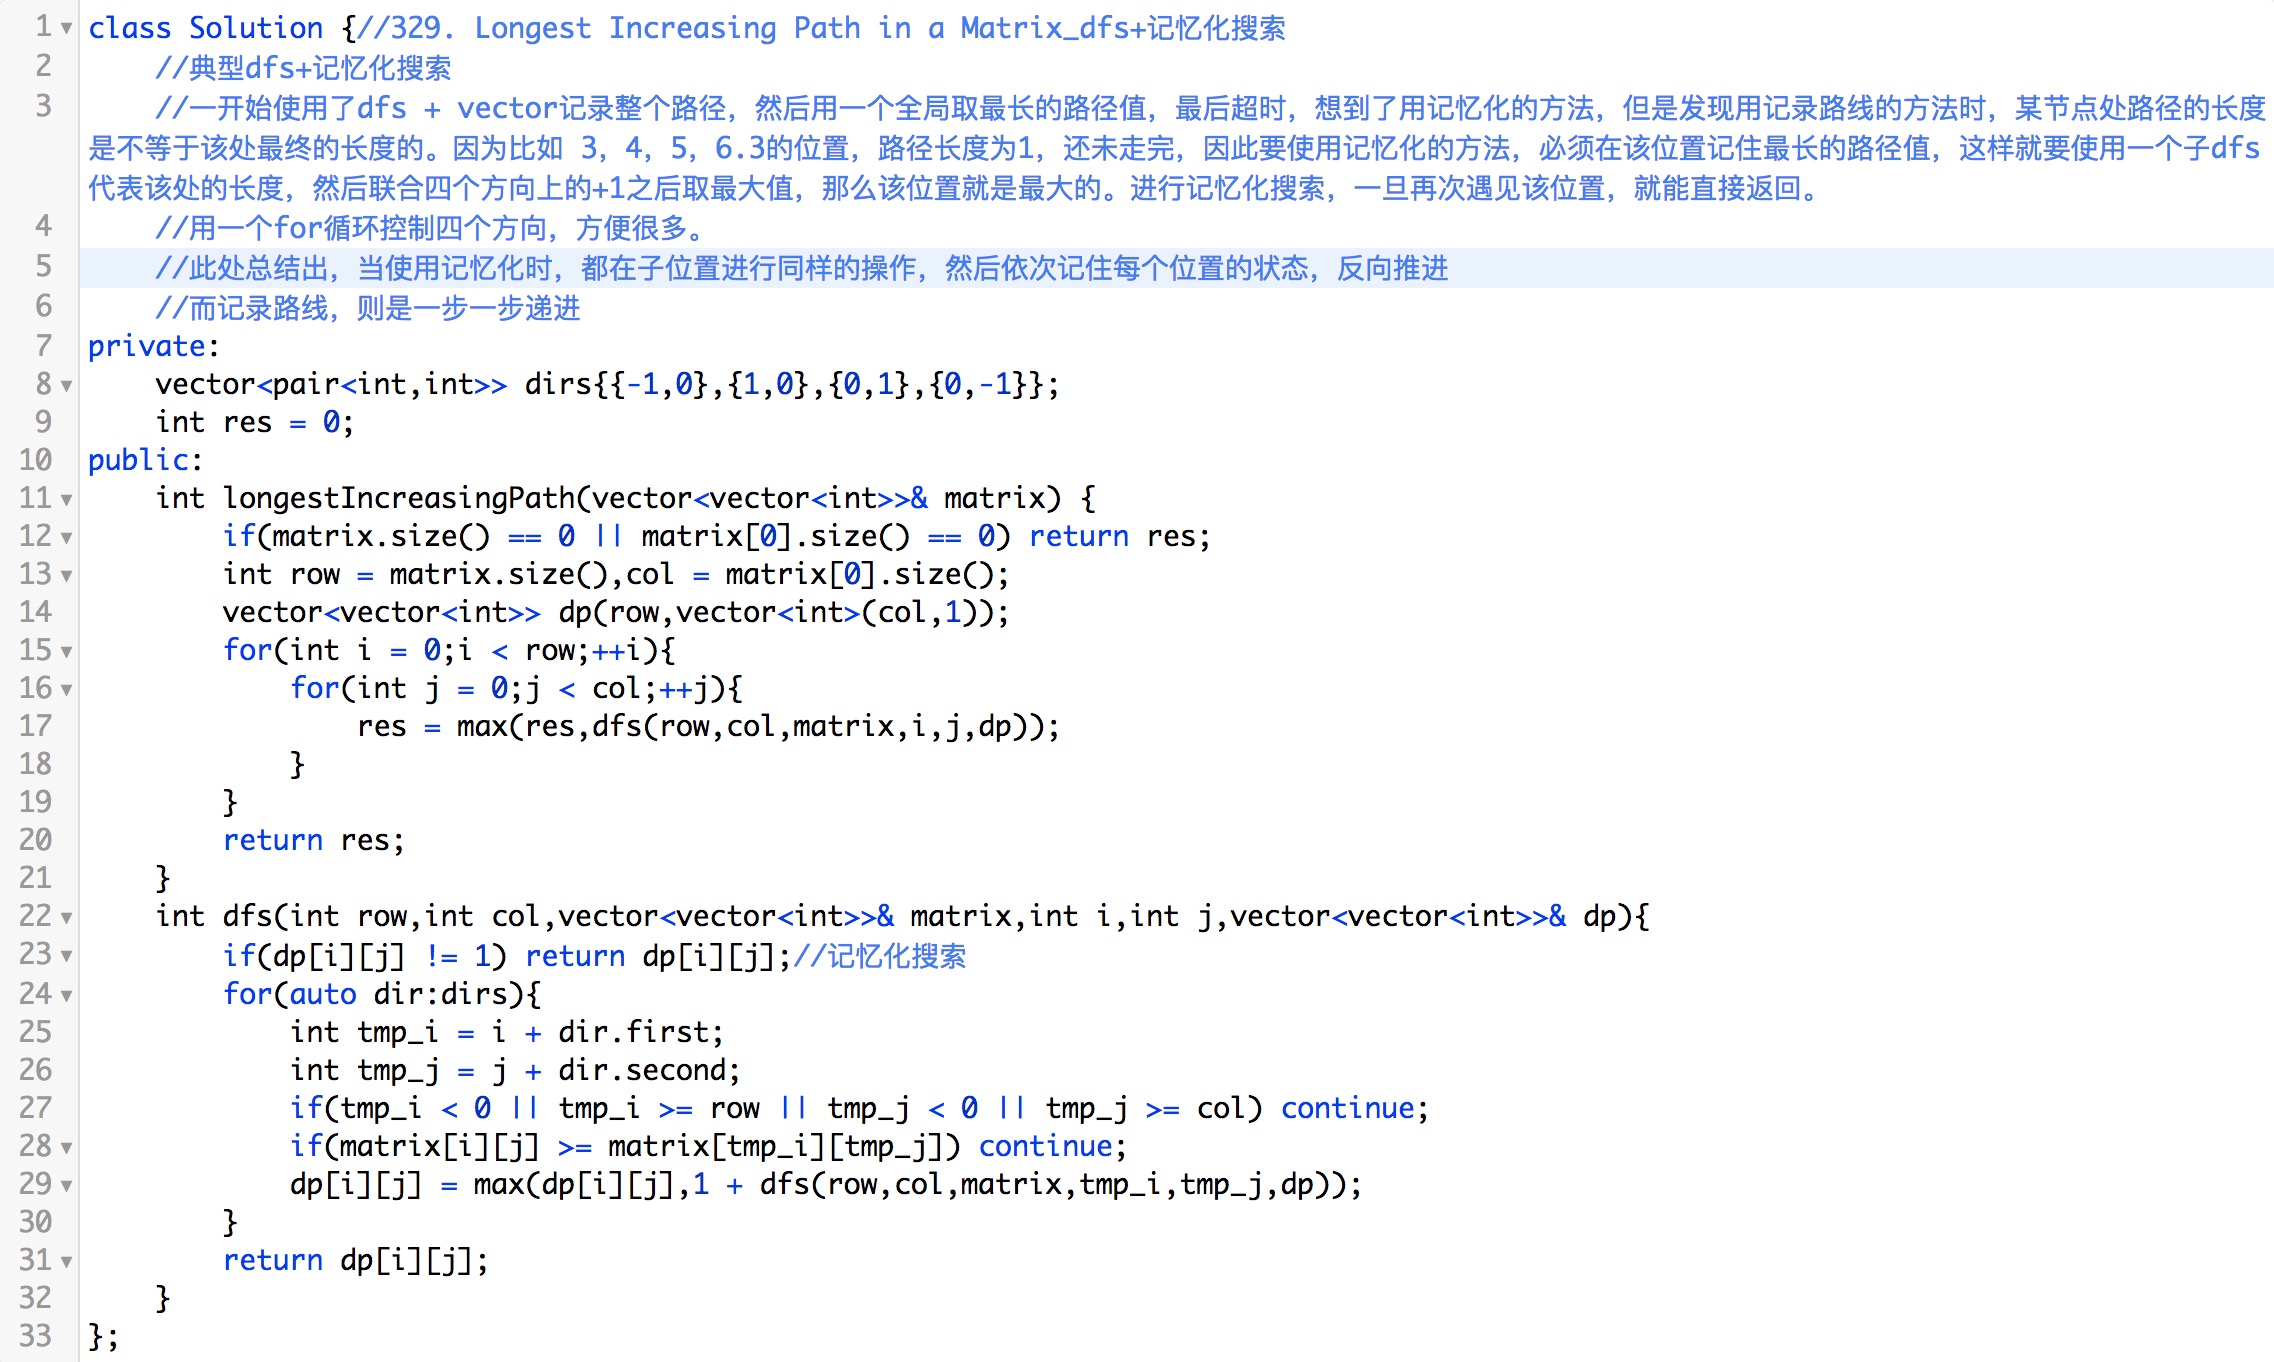 1 class Solution {//329. Longest Increasing Path in a Matrix_dfs+记忆化搜索
2     //典型dfs+记忆化搜索
3     //一开始使用了dfs + vector记录整个路径，然后用一个全局取最长的路径值，最后超时，想到了用记忆化的方法，但是发现用记录路线的方法时，某节点处路径的长度
是不等于该处最终的长度的。因为比如 3，4，5，6.3的位置，路径长度为1，还未走完，因此要使用记忆化的方法，必须在该位置记住最长的路径值，这样就要使用一个子dfs
代表该处的长度，然后联合四个方向上的+1之后取最大值，那么该位置就是最大的。进行记忆化搜索，一旦再次遇见该位置，就能直接返回。
4     //用一个for循环控制四个方向，方便很多。
5     //此处总结出，当使用记忆化时，都在子位置进行同样的操作，然后依次记住每个位置的状态，反向推进
6     //而记录路线，则是一步一步递进
7 private:
8     vector<pair<int,int>> dirs{{-1,0},{1,0},{0,1},{0,-1}};
9     int res = 0;
10 public:
11     int longestIncreasingPath(vector<vector<int>>& matrix) {
12         if(matrix.size() == 0 || matrix[0].size() == 0) return res;
13         int row = matrix.size(),col = matrix[0].size();
14         vector<vector<int>> dp(row,vector<int>(col,1));
15         for(int i = 0;i < row;++i){
16             for(int j = 0;j < col;++j){
17                 res = max(res,dfs(row,col,matrix,i,j,dp));
18             }
19         }
20         return res;
21     }
22     int dfs(int row,int col,vector<vector<int>>& matrix,int i,int j,vector<vector<int>>& dp){
23         if(dp[i][j] != 1) return dp[i][j];//记忆化搜索
24         for(auto dir:dirs){
25             int tmp_i = i + dir.first;
26             int tmp_j = j + dir.second;
27             if(tmp_i < 0 || tmp_i >= row || tmp_j < 0 || tmp_j >= col) continue;
28             if(matrix[i][j] >= matrix[tmp_i][tmp_j]) continue;
29             dp[i][j] = max(dp[i][j],1 + dfs(row,col,matrix,tmp_i,tmp_j,dp));
30         }
31         return dp[i][j];
32     }
33 };